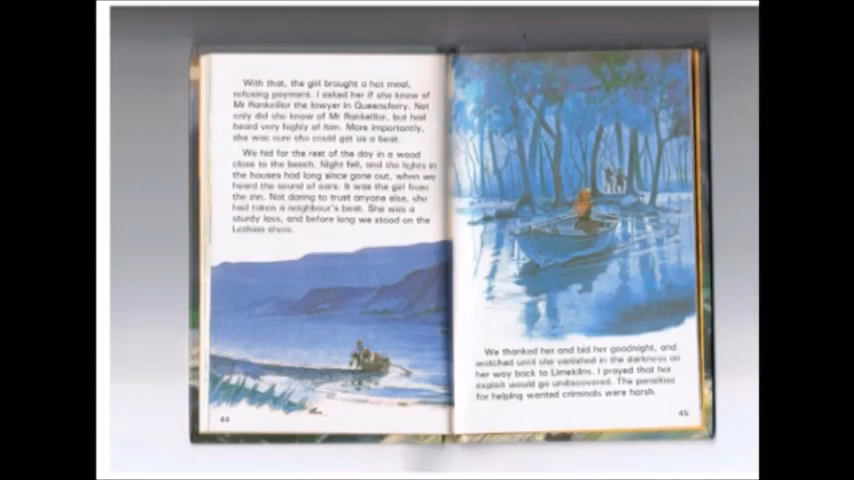 With that, the girl brought a hot meal,
refusing payment. I asked her if she knew of
Mr Rankeillor the lawyer in Queensferry. Not
only did she know of Mr Rankeillor, but had
heard very highly of him. More importantly,
she was sure she could get us a boat.
We hid for the rest of the day in a wood
close to the beach. Night fell, and the lights in
the houses had long since gone out, when we
heard the sound of oars. It was the girl from
the inn. Not daring to trust anyone else, she
had taken a neighbour's boat. She was a
sturdy lass, and before long we stood on the
Lothian shore.
44
We thanked her and bid her goodnight, and
watched until she vanished in the darkness on
her way back to Limekilns. I prayed that her
exploit would go undiscovered. The penalties
for helping wanted criminals were harsh.
45